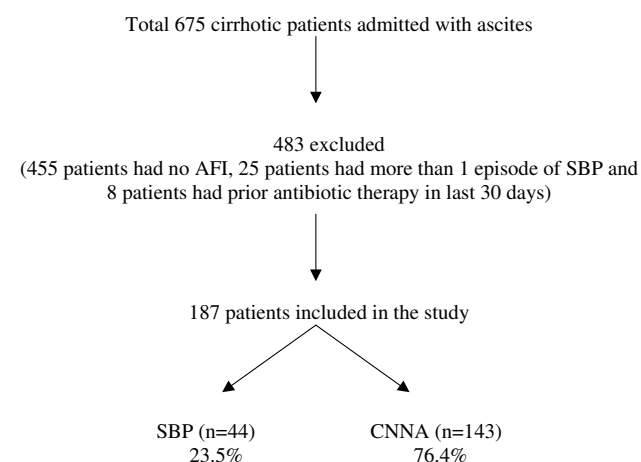 Total 675 cirrhotic patients admitted with ascites
483 excluded
(455 patients had no AFI, 25 patients had more than 1 episode of SBP and
8 patients had prior antibiotic therapy in last 30 days)
187 patients included in the study
SBP (n=44)
23.5%
CNNA (n=143)
76.4%